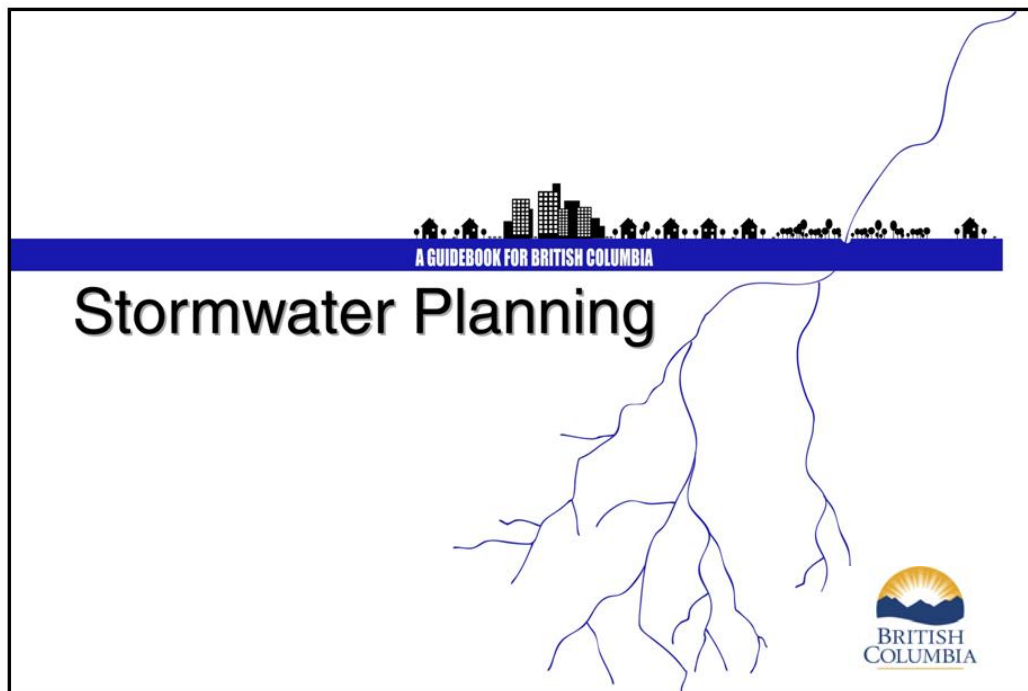 A GUIDEBOOK FOR BRITISH COLUMBIA
Stormwater Planning
BRITISH
COLUMBIA